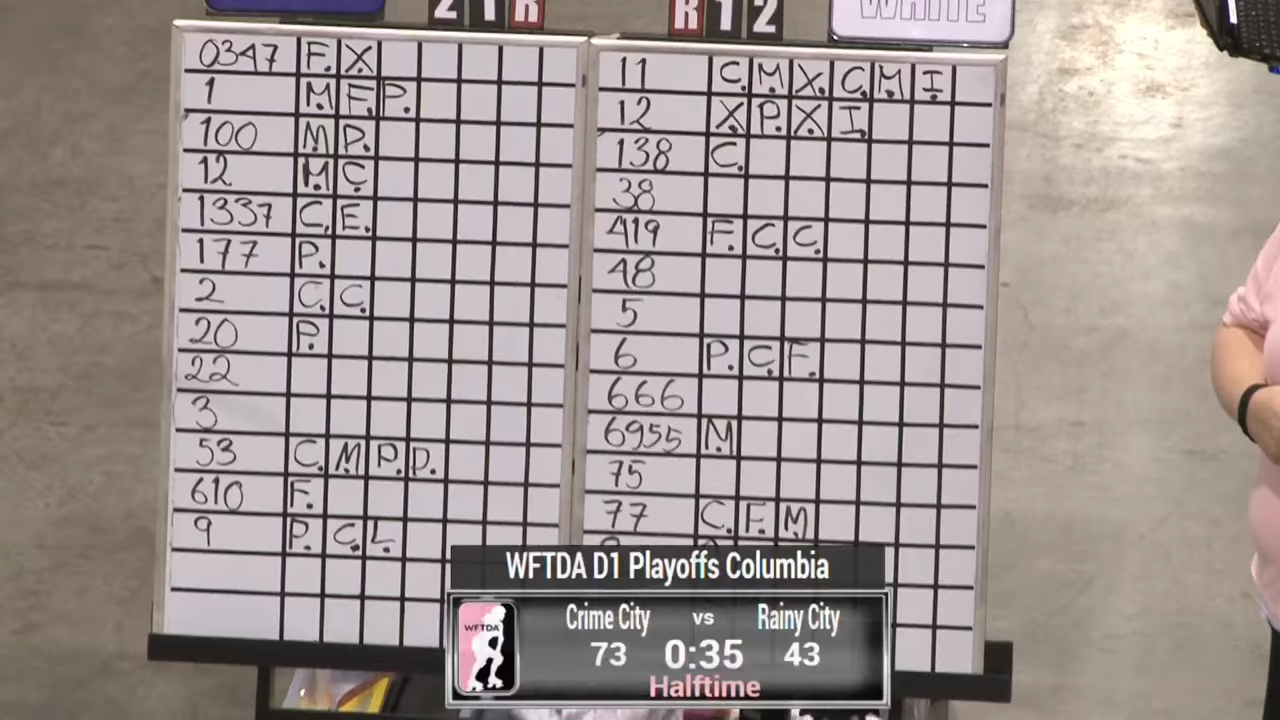 2 1 R
R 1 2
WHITE
0347 F. X.
1 M. F. P.
100 M. P.
12 M. C.
1337 C. E.
177 P.
2 C. C.
20 P.
22
3
53 C. M. P. P.
610 F.
9 P. C. L.
11 C. M. X. C. M. I.
12 X. P. X. I.
138 C.
38
419 F. C. C.
48
5
6 P. C. F.
666
6955 M.
75
77 C. F. M.
WFTDA D1 Playoffs Columbia
WFTDA
Crime City vs Rainy City
73 0:35 43
Halftime